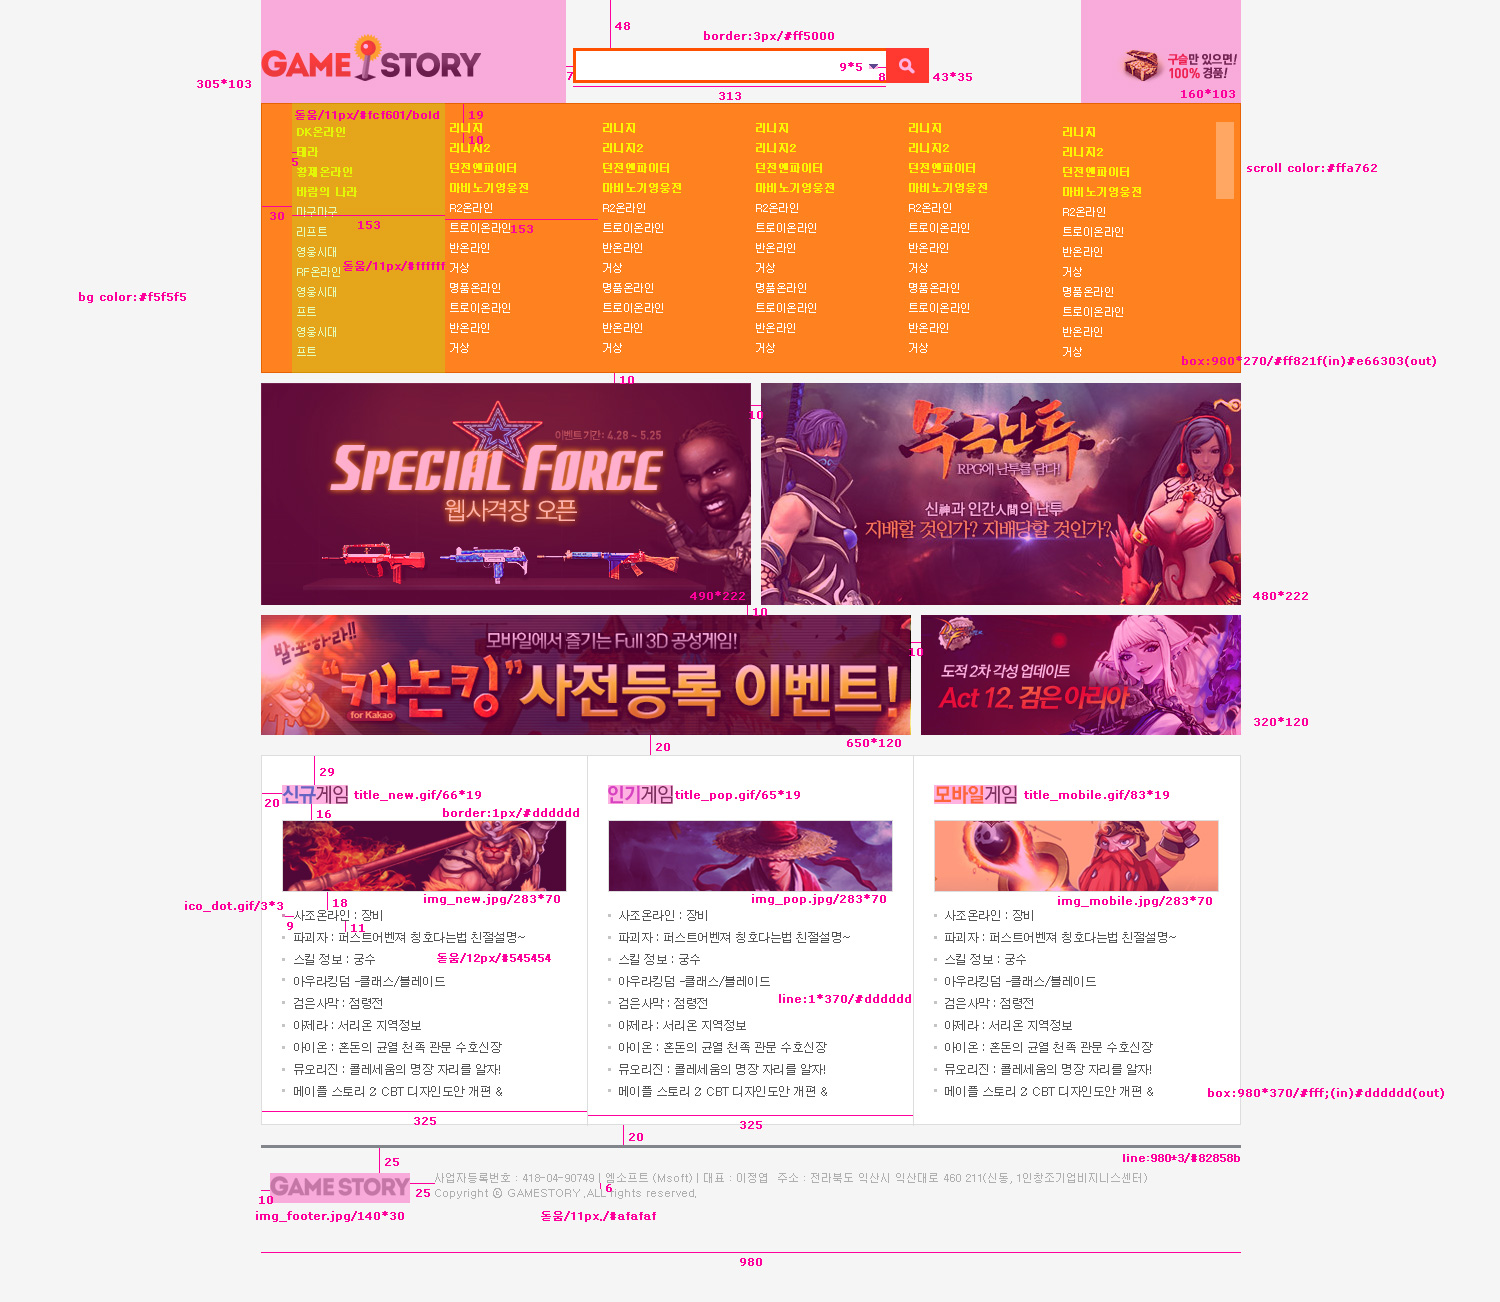 48
border:3px/#ff5000
GAME STORY
9*5
7
8
43*35
구슬만 있으면!
100% 경품!
305*103
313
160*103
돋움/11px/#fcf601/bold
19
10
DK온라인
테라
황제온라인
바람의 나라
마구마구
리프트
영웅시대
RF온라인
영웅시대
프트
영웅시대
프트
5
30
153
돋움/11px/#ffffff
리니지
리니지2
던전앤파이터
마비노기영웅전
R2온라인
트로이온라인
반온라인
거상
명품온라인
트로이온라인
반온라인
거상
153
리니지
리니지2
던전앤파이터
마비노기영웅전
R2온라인
트로이온라인
반온라인
거상
명품온라인
트로이온라인
반온라인
거상
리니지
리니지2
던전앤파이터
마비노기영웅전
R2온라인
트로이온라인
반온라인
거상
명품온라인
트로이온라인
반온라인
거상
리니지
리니지2
던전앤파이터
마비노기영웅전
R2온라인
트로이온라인
반온라인
거상
명품온라인
트로이온라인
반온라인
거상
리니지
리니지2
던전앤파이터
마비노기영웅전
R2온라인
트로이온라인
반온라인
거상
명품온라인
트로이온라인
반온라인
거상
scroll color:#ffa762
bg color:#f5f5f5
box:980*270/#ff821f(in)#e66303(out)
10
이벤트기간: 4.28 ~ 5.25
SPECIAL FORCE
웹사격장 오픈
490*222
10
무극난투
RPG에 난투를 담다!
신神과 인간人間의 난투
지배할 것인가? 지배당할 것인가?
480*222
10
발·포·하·라!!
모바일에서 즐기는 Full 3D 공성게임!
“캐논킹”사전등록 이벤트!
for Kakao
650*120
10
도적 2차 각성 업데이트
Act 12. 검은 아리아
320*120
20
29
20
신규게임 title_new.gif/66*19
16
border:1px/#dddddd
img_new.jpg/283*70
18
ico_dot.gif/3*3
9
11
사조온라인 : 장비
파괴자 : 퍼스트어벤져 칭호다는법 친절설명~
스킬 정보 : 궁수
돋움/12px/#545454
아우라킹덤 -클래스/블레이드
검은사막 : 점령전
아제라 : 서리온 지역정보
아이온 : 혼돈의 균열 천족 관문 수호신장
뮤오리진 : 콜레세움의 명장 자리를 알자!
메이플 스토리 2 CBT 디자인도안 개편 &
325
인기게임 title_pop.gif/65*19
img_pop.jpg/283*70
사조온라인 : 장비
파괴자 : 퍼스트어벤져 칭호다는법 친절설명~
스킬 정보 : 궁수
아우라킹덤 -클래스/블레이드
line:1*370/#dddddd
검은사막 : 점령전
아제라 : 서리온 지역정보
아이온 : 혼돈의 균열 천족 관문 수호신장
뮤오리진 : 콜레세움의 명장 자리를 알자!
메이플 스토리 2 CBT 디자인도안 개편 &
325
모바일게임 title_mobile.gif/83*19
img_mobile.jpg/283*70
사조온라인 : 장비
파괴자 : 퍼스트어벤져 칭호다는법 친절설명~
스킬 정보 : 궁수
아우라킹덤 -클래스/블레이드
검은사막 : 점령전
아제라 : 서리온 지역정보
아이온 : 혼돈의 균열 천족 관문 수호신장
뮤오리진 : 콜레세움의 명장 자리를 알자!
메이플 스토리 2 CBT 디자인도안 개편 &
box:980*370/#fff;(in)#dddddd(out)
20
line:980*3/#82858b
25
GAME STORY
10
25
사업자등록번호 : 418-04-90749 | 엠소프트 (Msoft) | 대표 : 이정엽 주소 : 전라북도 익산시 익산대로 460 211(신동, 1인창조기업비지니스센터)
6
Copyright ⓒ GAMESTORY .ALL rights reserved.
img_footer.jpg/140*30
돋움/11px./#afafaf
980